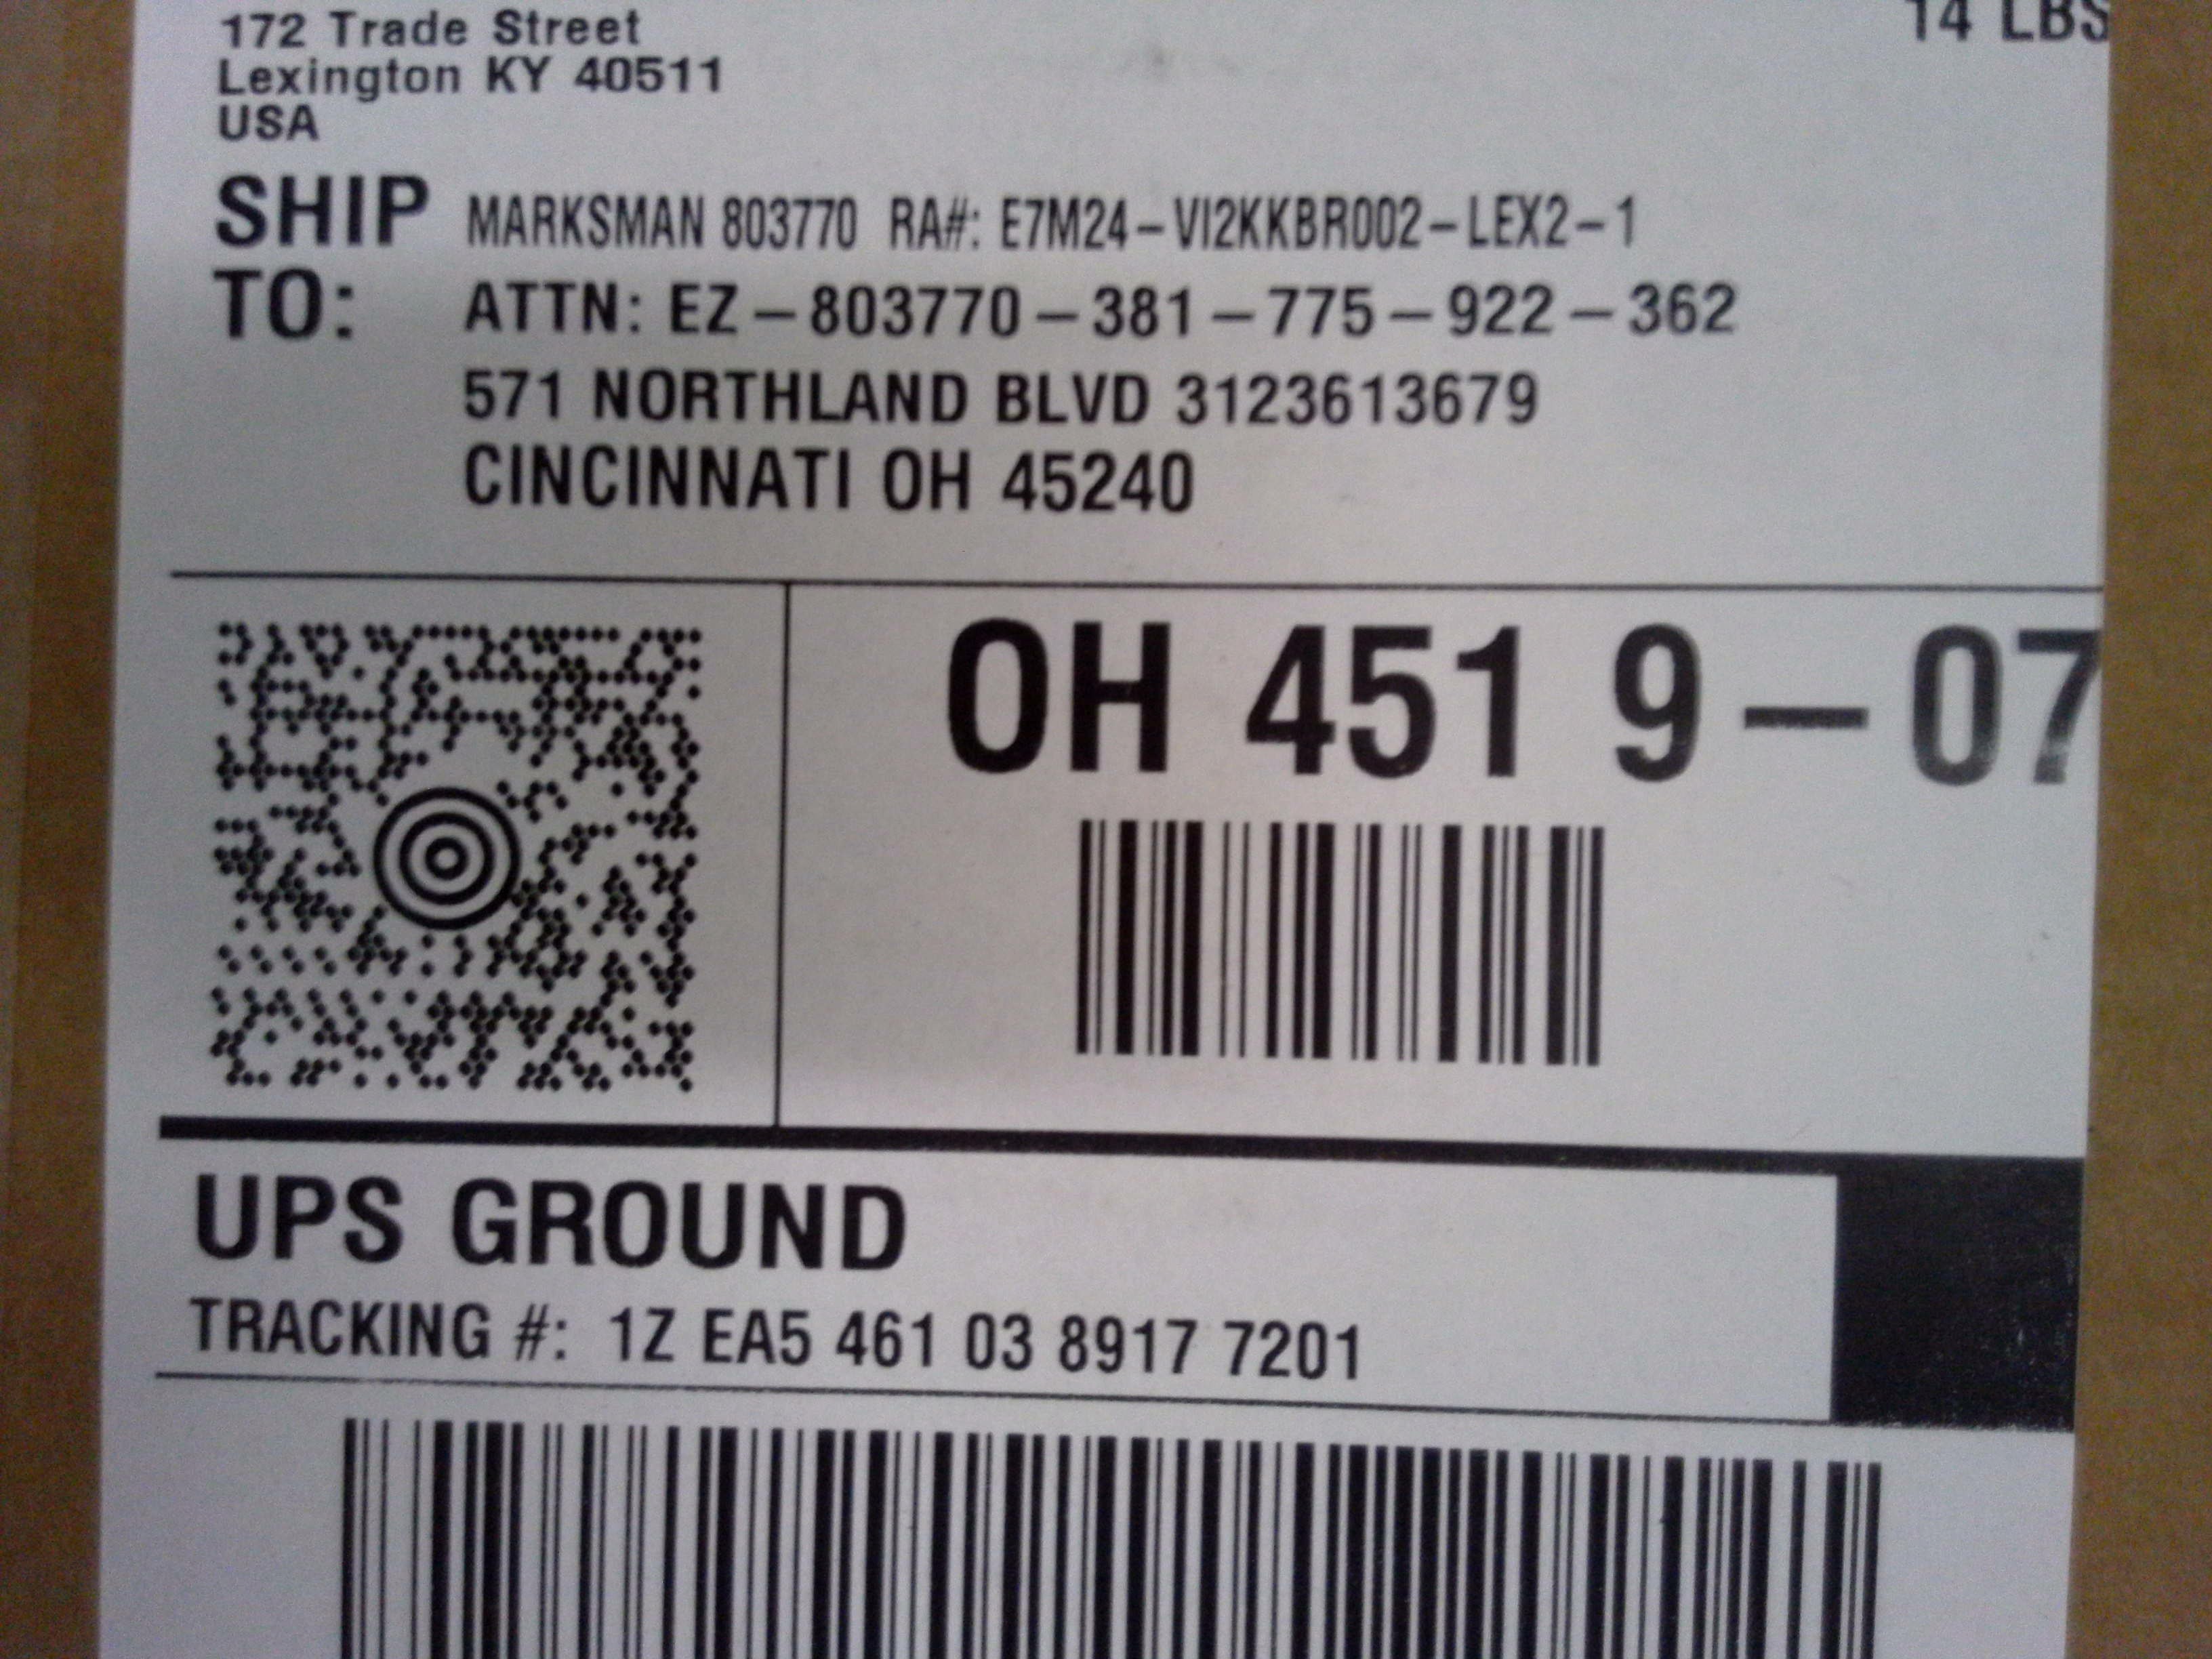 172 Trade Street
14 LBS
Lexington KY 40511
USA
SHIP TO:
MARKSMAN 803770 RA#: E7M24-VI2KKBR002-LEX2-1
ATTN: EZ-803770-381-775-922-362
571 NORTHLAND BLVD 3123613679
CINCINNATI OH 45240
OH 451 9-07
UPS GROUND
TRACKING #: 1Z EA5 461 03 8917 7201